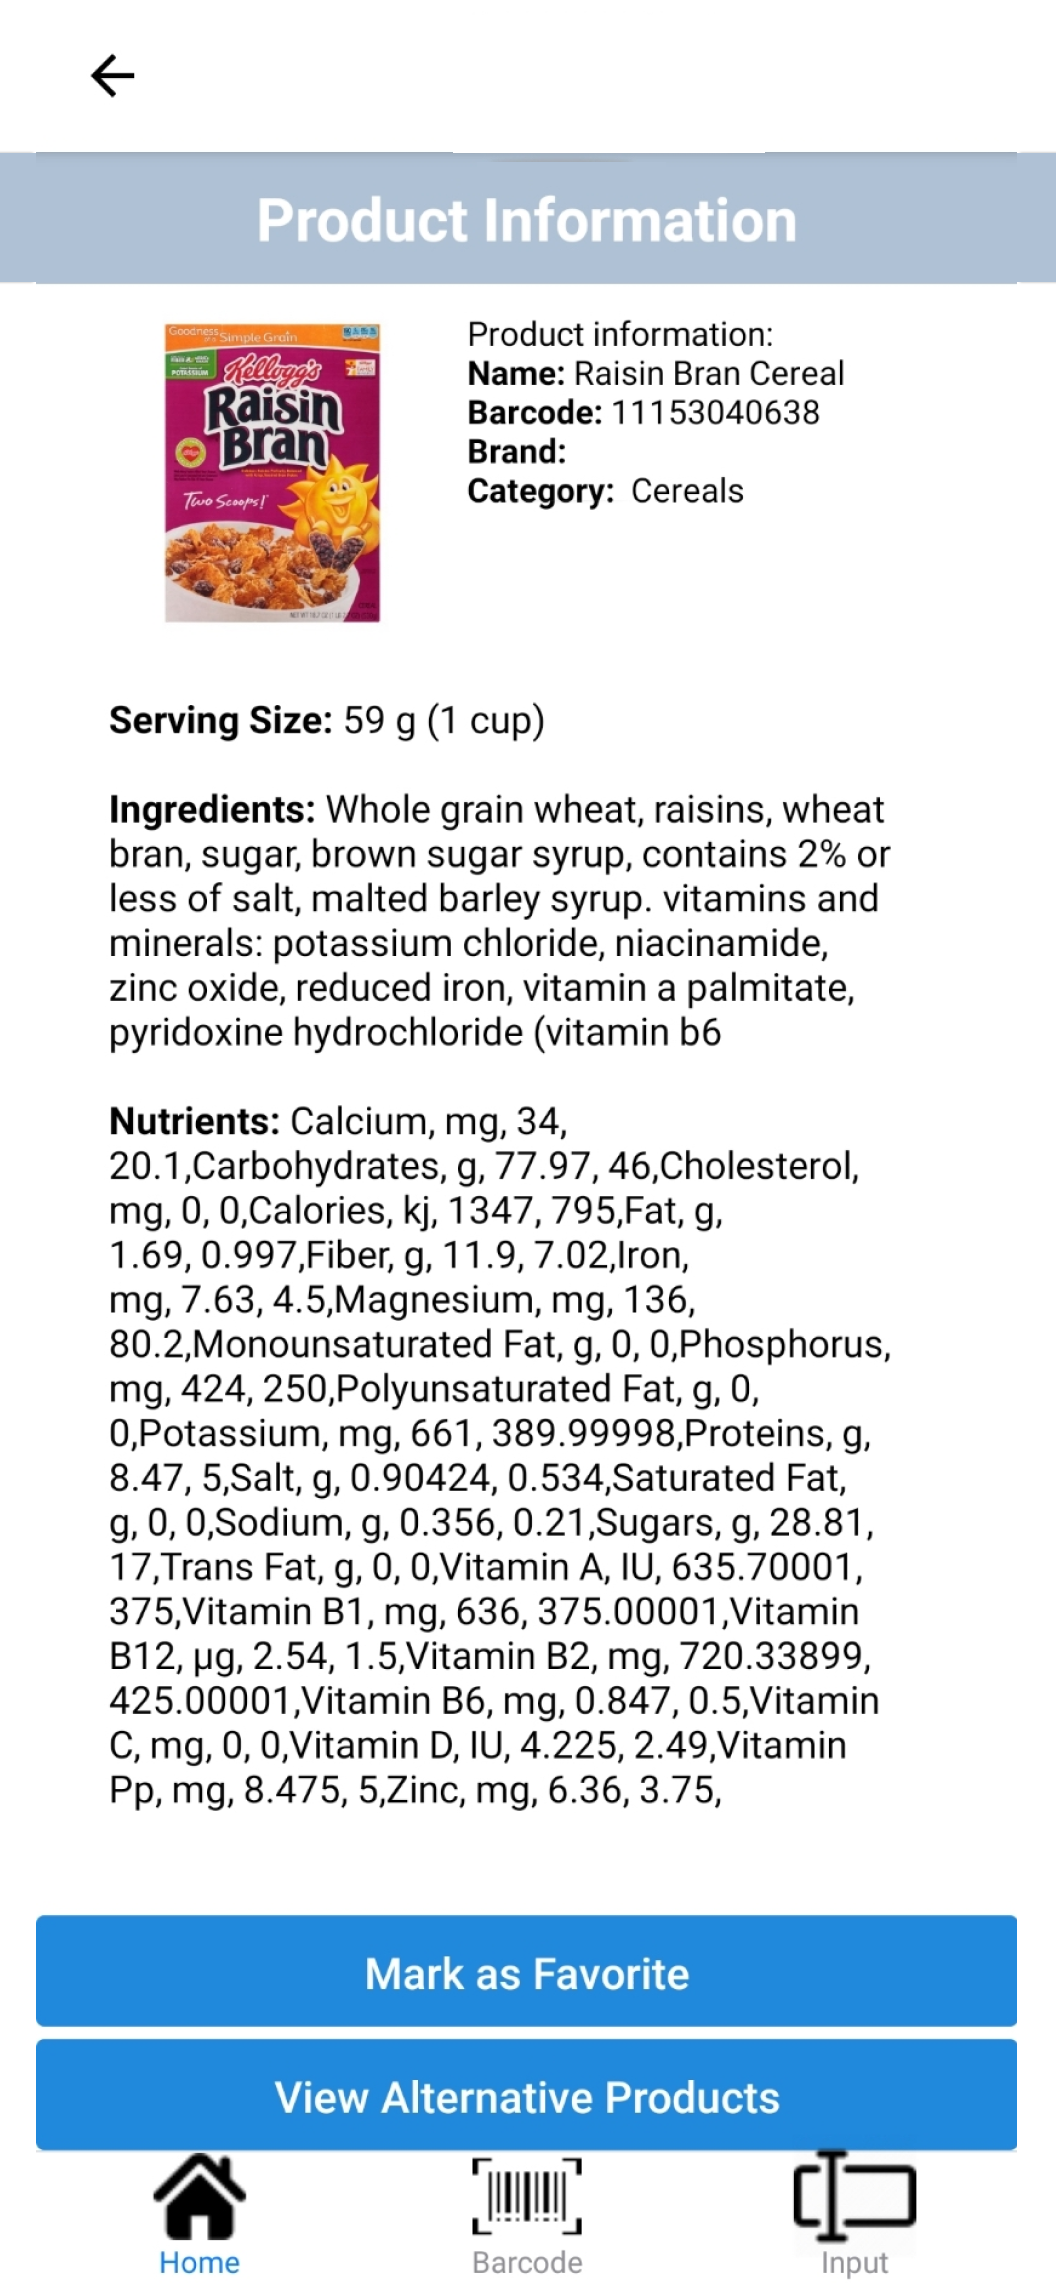 Product Information
Goodness
of a Simple Grain
POTASSIUM
Kellogg's
Raisin
Bran
Two Scoops!
Product information:
Name: Raisin Bran Cereal
Barcode: 11153040638
Brand:
Category: Cereals
Serving Size: 59 g (1 cup)
Ingredients: Whole grain wheat, raisins, wheat
bran, sugar, brown sugar syrup, contains 2% or
less of salt, malted barley syrup. vitamins and
minerals: potassium chloride, niacinamide,
zinc oxide, reduced iron, vitamin a palmitate,
pyridoxine hydrochloride (vitamin b6
Nutrients: Calcium, mg, 34,
20.1,Carbohydrates, g, 77.97, 46,Cholesterol,
mg, 0, 0,Calories, kj, 1347, 795,Fat, g,
1.69, 0.997,Fiber, g, 11.9, 7.02,Iron,
mg, 7.63, 4.5,Magnesium, mg, 136,
80.2,Monounsaturated Fat, g, 0, 0,Phosphorus,
mg, 424, 250,Polyunsaturated Fat, g, 0,
0,Potassium, mg, 661, 389.99998,Proteins, g,
8.47, 5,Salt, g, 0.90424, 0.534,Saturated Fat,
g, 0, 0,Sodium, g, 0.356, 0.21,Sugars, g, 28.81,
17,Trans Fat, g, 0, 0,Vitamin A, IU, 635.70001,
375,Vitamin B1, mg, 636, 375.00001,Vitamin
B12, µg, 2.54, 1.5,Vitamin B2, mg, 720.33899,
425.00001,Vitamin B6, mg, 0.847, 0.5,Vitamin
C, mg, 0, 0,Vitamin D, IU, 4.225, 2.49,Vitamin
Pp, mg, 8.475, 5,Zinc, mg, 6.36, 3.75,
Mark as Favorite
View Alternative Products
Home
Barcode
Input